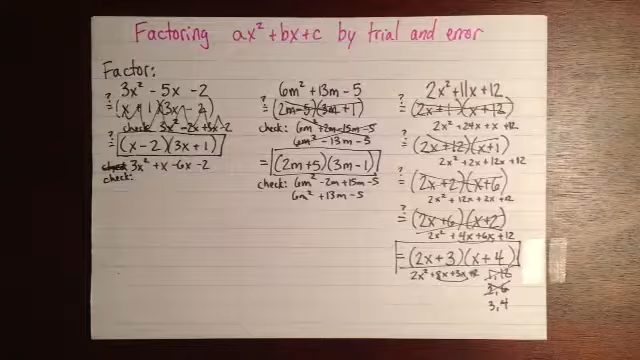 Factoring ax² + bx + c by trial and error
Factor:
3x² - 5x - 2
?= (x + 1)(3x - 2)
check 3x² - 2x + 3x - 2
?= (x - 2)(3x + 1)
check 3x² + x - 6x - 2
check:
6m² + 13m - 5
?= (2m - 5)(3m + 1)
check: 6m² + 2m - 15m - 5
6m² - 13m - 5
= (2m + 5)(3m - 1)
check: 6m² - 2m + 15m - 5
6m² + 13m - 5
2x² + 11x + 12
?= (2x + 1)(x + 12)
2x² + 24x + x + 12
?= (2x + 12)(x + 1)
2x² + 2x + 12x + 12
?= (2x + 2)(x + 6)
2x² + 12x + 2x + 12
?= (2x + 6)(x + 2)
2x² + 4x + 6x + 12
= (2x + 3)(x + 4)
2x² + 8x + 3x + 12
1, 12
2, 6
3, 4